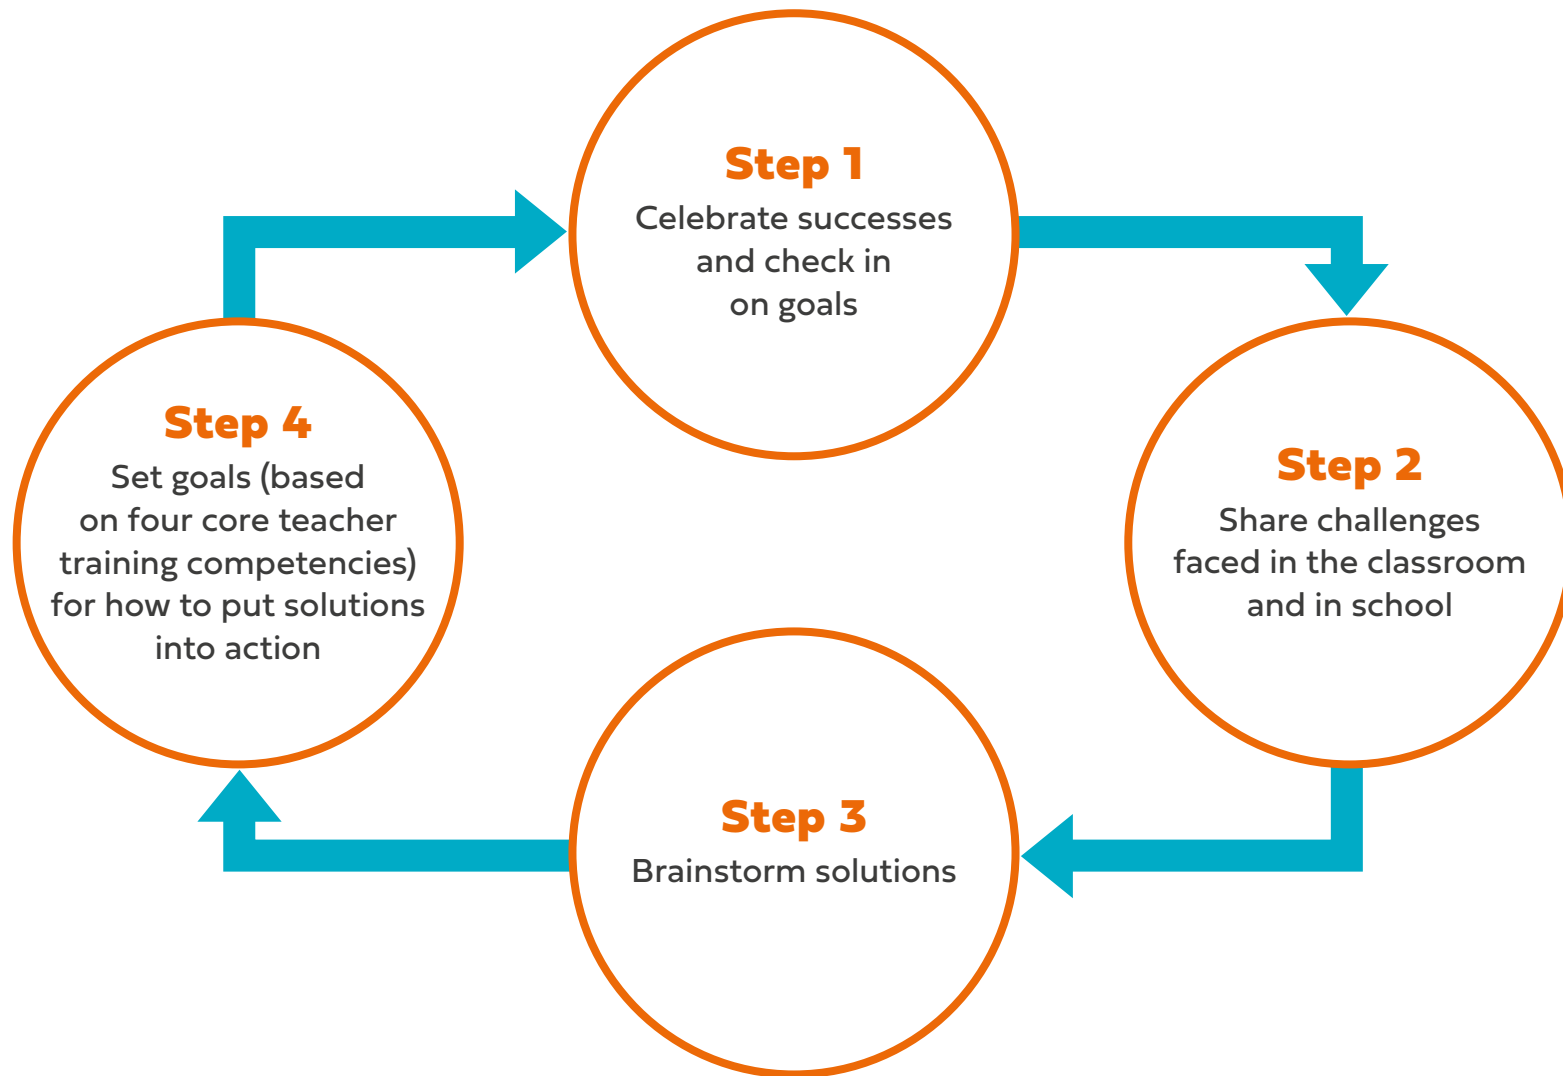 Step 1
Celebrate successes
and check in
on goals
Step 2
Share challenges
faced in the classroom
and in school
Step 3
Brainstorm solutions
Step 4
Set goals (based
on four core teacher
training competencies)
for how to put solutions
into action